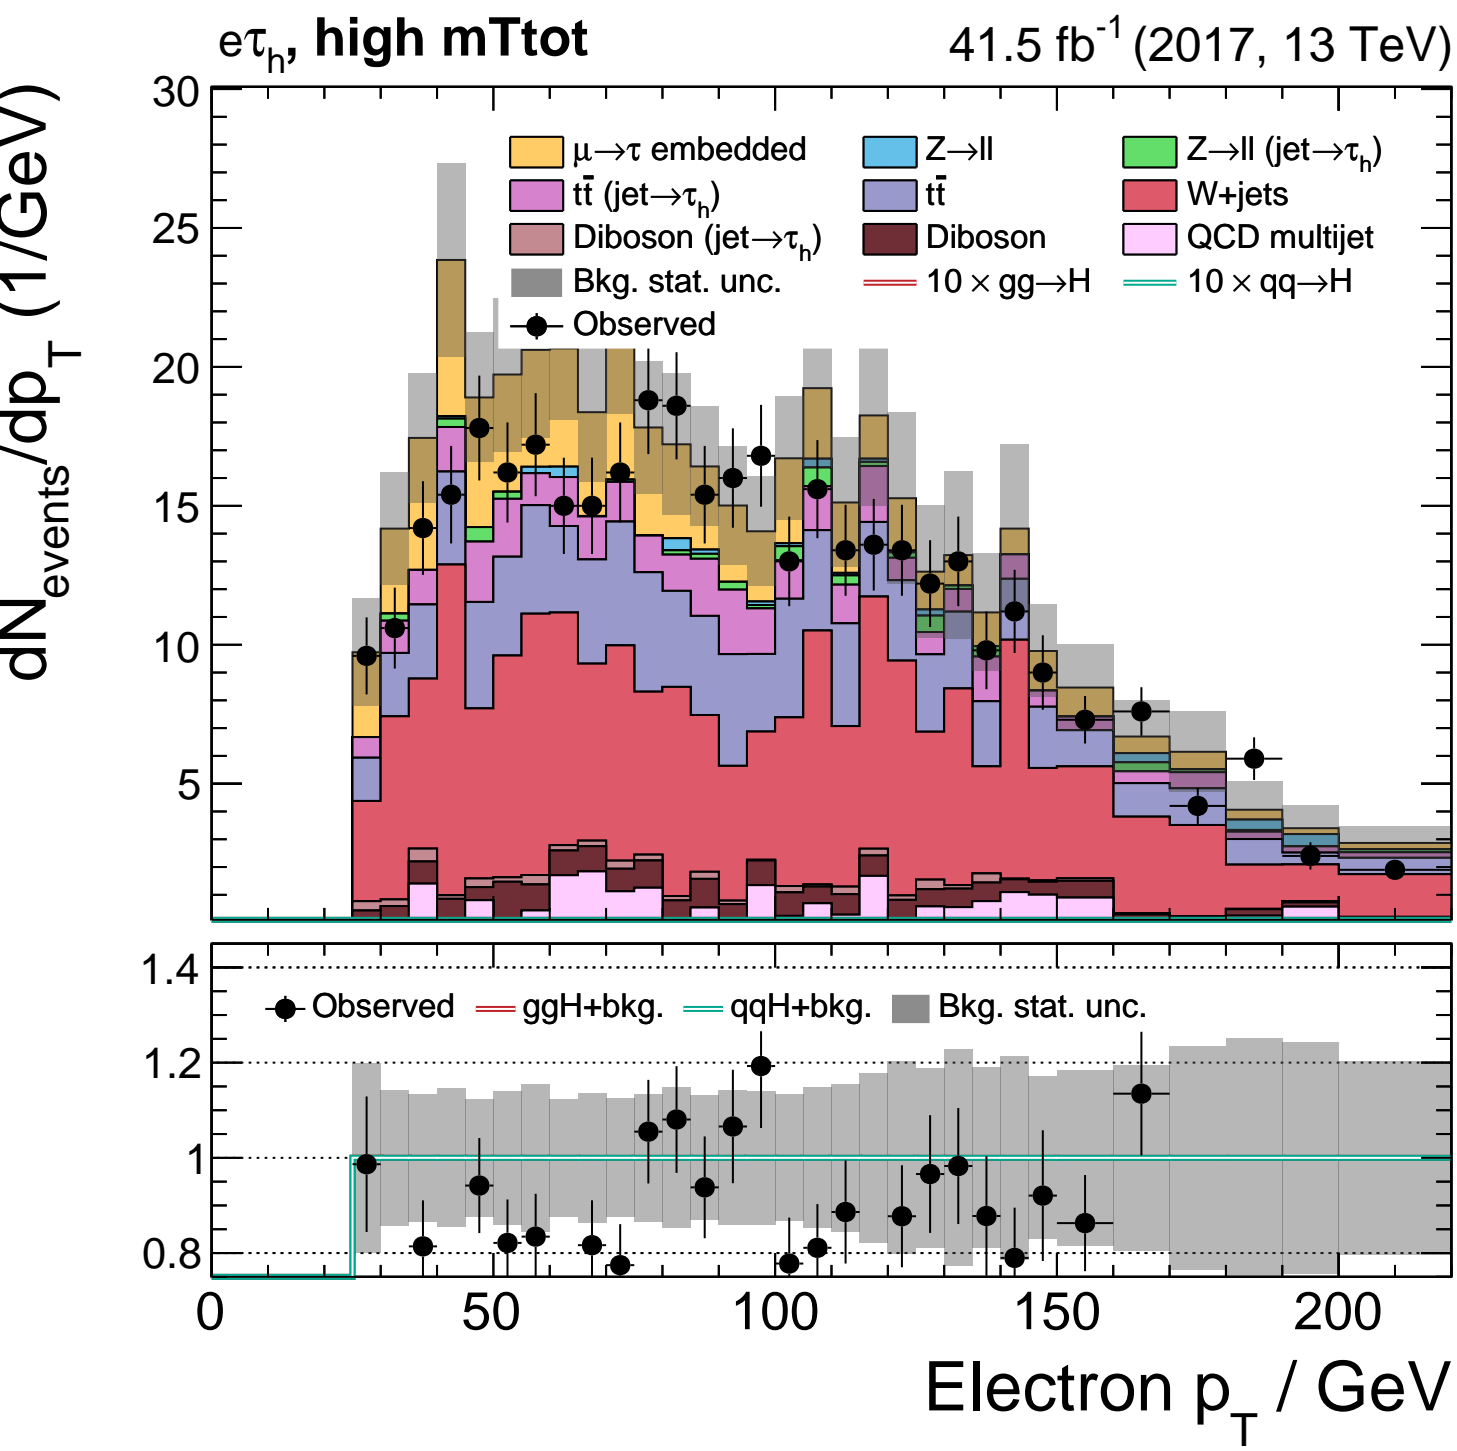 eτh, high mTtot
41.5 fb-1 (2017, 13 TeV)
dNevents/dpT (1/GeV)
30
25
20
15
10
5
μ→τ embedded
Z→ll
Z→ll (jet→τh)
tt̄ (jet→τh)
tt̄
W+jets
Diboson (jet→τh)
Diboson
QCD multijet
Bkg. stat. unc.
10 × gg→H
10 × qq→H
Observed
1.4
1.2
1
0.8
Observed
ggH+bkg.
qqH+bkg.
Bkg. stat. unc.
0
50
100
150
200
Electron pT / GeV